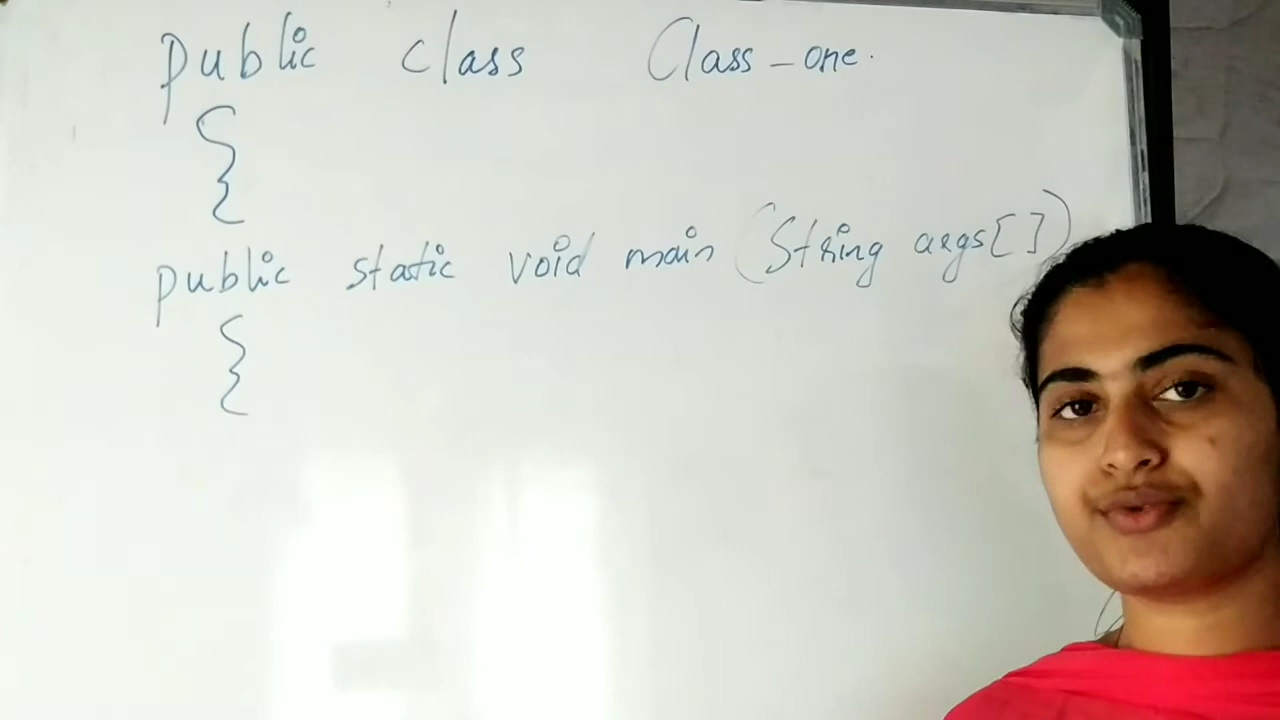 public class Class_one.
{
public static void main (String args[])
{